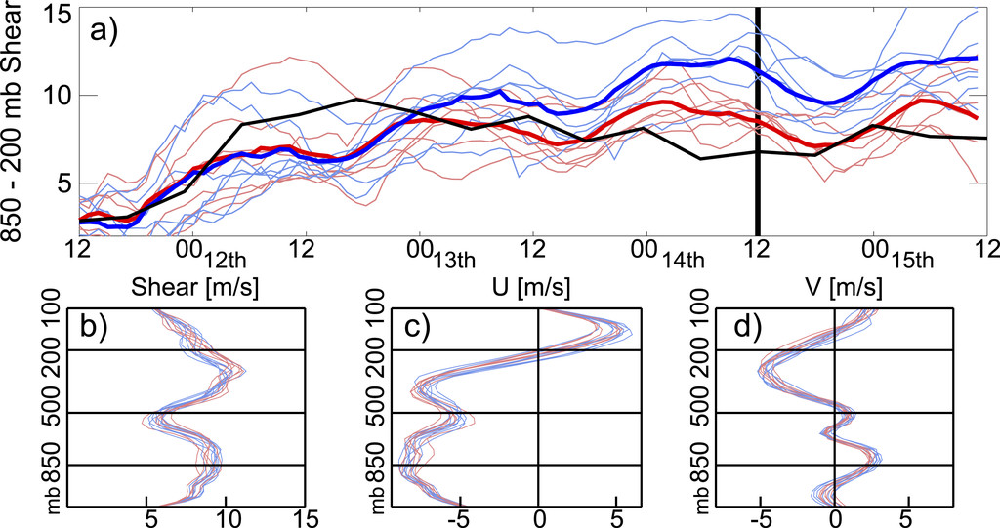 850 - 200 mb Shear
a)
15
10
5
12 00 12th 12 00 13th 12 00 14th 12 00 15th 12
Shear [m/s] U [m/s] V [m/s]
b) c) d)
100 100 100
200 200 200
500 500 500
850 850 850
mb mb mb
5 10 15 -5 0 5 -5 0 5